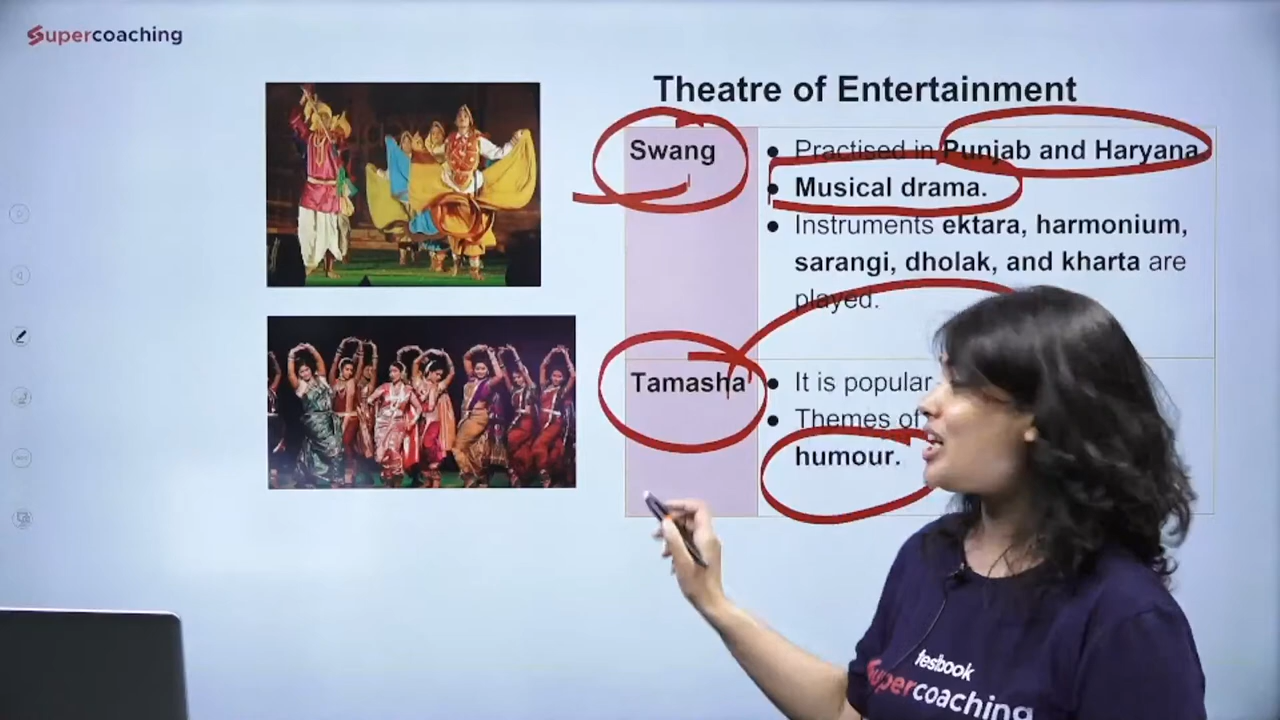 Supercoaching
Theatre of Entertainment
Swang
Practised in Punjab and Haryana
Musical drama.
Instruments ektara, harmonium,
sarangi, dholak, and kharta are
played.
Tamasha
It is popular
Themes of
humour.
testbook
Supercoaching